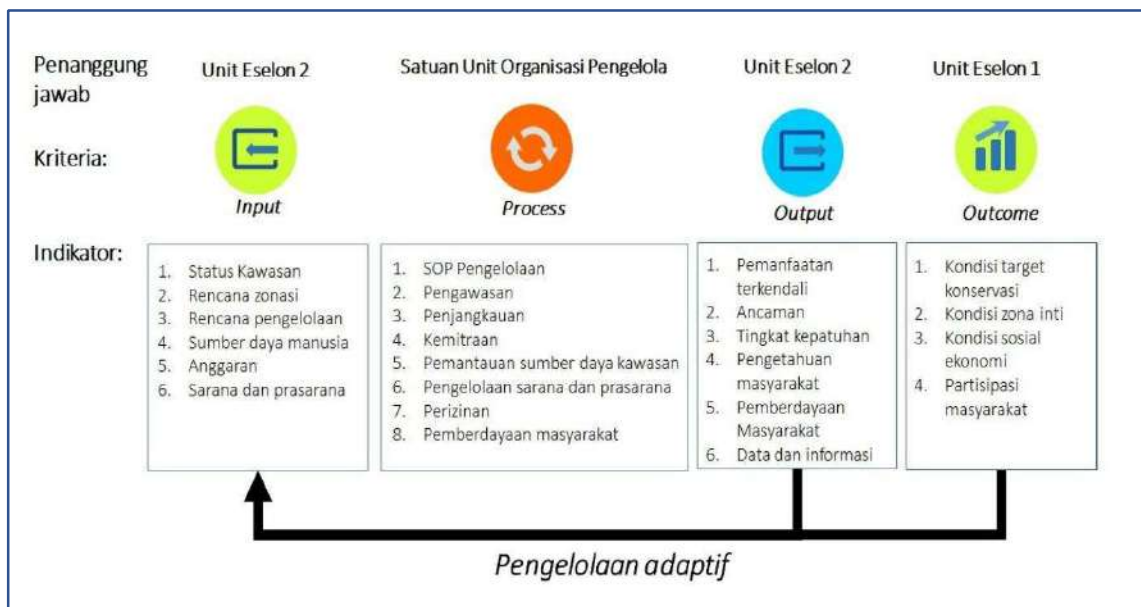 Penanggung
jawab
Unit Eselon 2
Satuan Unit Organisasi Pengelola
Unit Eselon 2
Unit Eselon 1
Kriteria:
Input
Process
Output
Outcome
Indikator:
1. Status Kawasan
2. Rencana zonasi
3. Rencana pengelolaan
4. Sumber daya manusia
5. Anggaran
6. Sarana dan prasarana
1. SOP Pengelolaan
2. Pengawasan
3. Penjangkauan
4. Kemitraan
5. Pemantauan sumber daya kawasan
6. Pengelolaan sarana dan prasarana
7. Perizinan
8. Pemberdayaan masyarakat
1. Pemanfaatan
terkendali
2. Ancaman
3. Tingkat kepatuhan
4. Pengetahuan
masyarakat
5. Pemberdayaan
Masyarakat
6. Data dan informasi
1. Kondisi target
konservasi
2. Kondisi zona inti
3. Kondisi sosial
ekonomi
4. Partisipasi
masyarakat
Pengelolaan adaptif